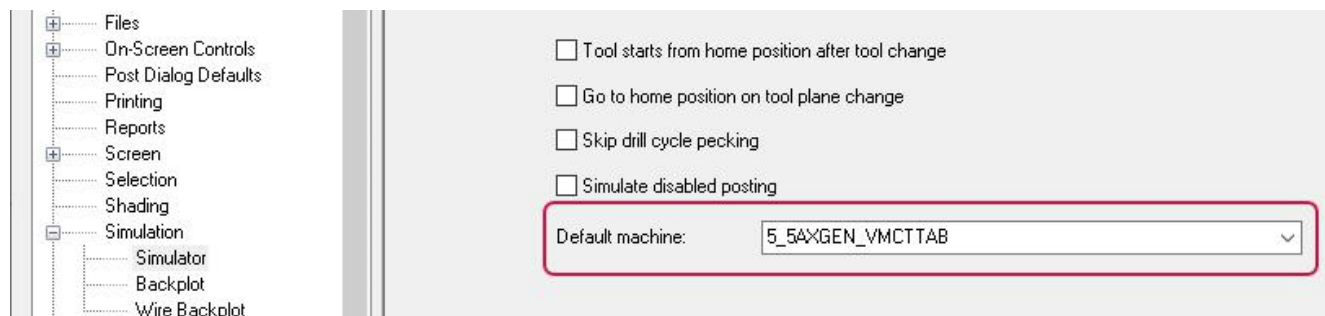 Files
On-Screen Controls
Post Dialog Defaults
Printing
Reports
Screen
Selection
Shading
Simulation
Simulator
Backplot
Wire Backplot
Tool starts from home position after tool change
Go to home position on tool plane change
Skip drill cycle pecking
Simulate disabled posting
Default machine: 5_5AXGEN_VMCTTAB